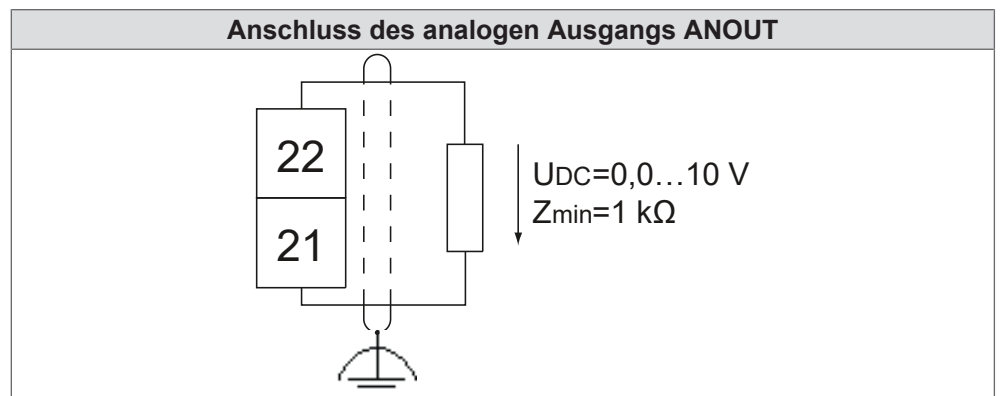 Anschluss des analogen Ausgangs ANOUT
22
21
UDC=0,0…10 V
Zmin=1 kΩ